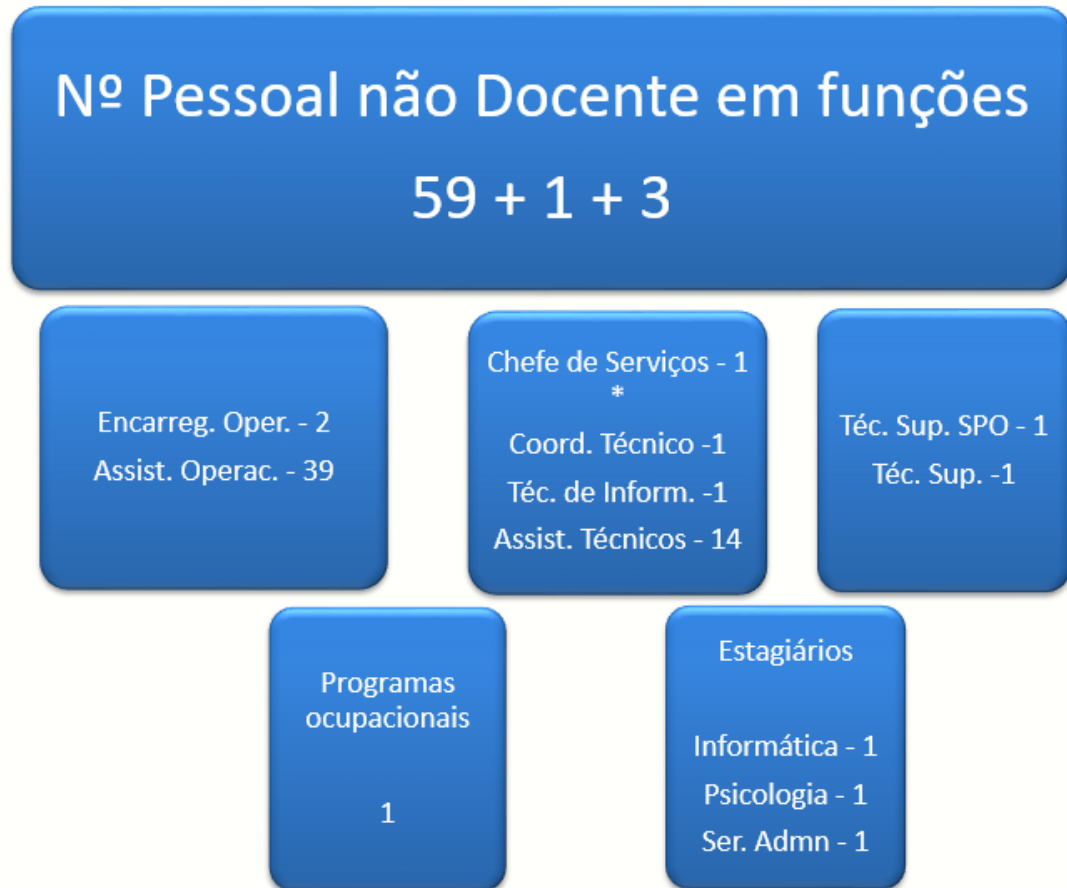 Nº Pessoal não Docente em funções
59 + 1 + 3
Encarreg. Oper. - 2
Assist. Operac. - 39
Chefe de Serviços - 1
*
Coord. Técnico -1
Téc. de Inform. -1
Assist. Técnicos - 14
Téc. Sup. SPO - 1
Téc. Sup. -1
Programas
ocupacionais
1
Estagiários
Informática - 1
Psicologia - 1
Ser. Admn - 1